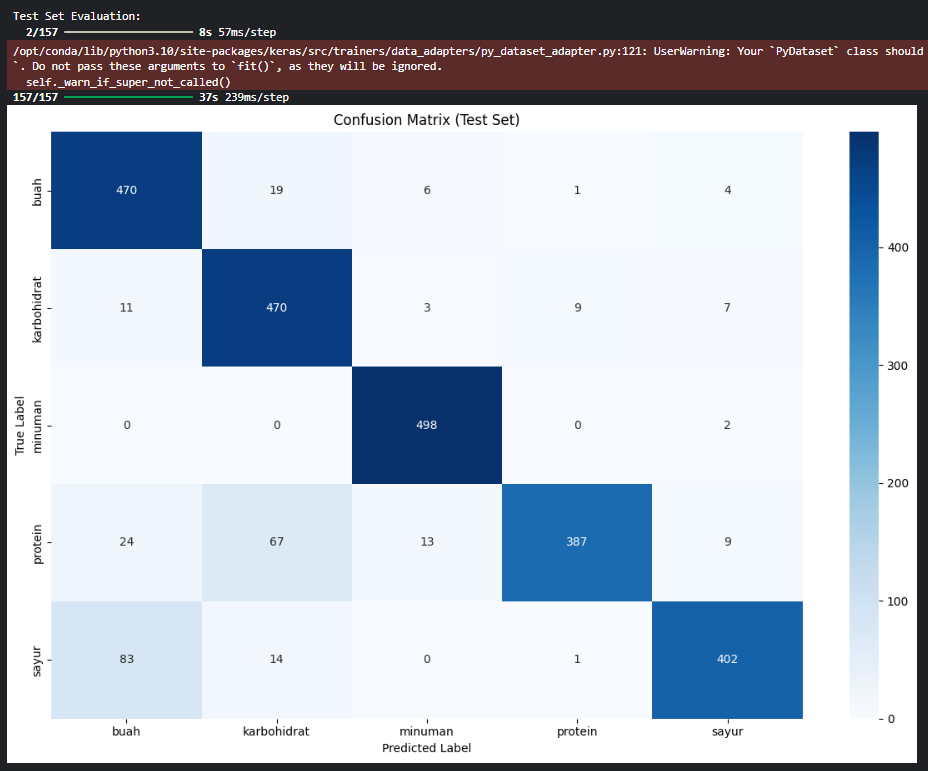 Test Set Evaluation:
2/157 8s 57ms/step
/opt/conda/lib/python3.10/site-packages/keras/src/trainers/data_adapters/py_dataset_adapter.py:121: UserWarning: Your `PyDataset` class should
`. Do not pass these arguments to `fit()`, as they will be ignored.
self._warn_if_super_not_called()
157/157 37s 239ms/step
Confusion Matrix (Test Set)
buah 470 19 6 1 4
karbohidrat 11 470 3 9 7
minuman 0 0 498 0 2
protein 24 67 13 387 9
sayur 83 14 0 1 402
True Label
buah karbohidrat minuman protein sayur
Predicted Label
400
300
200
100
0